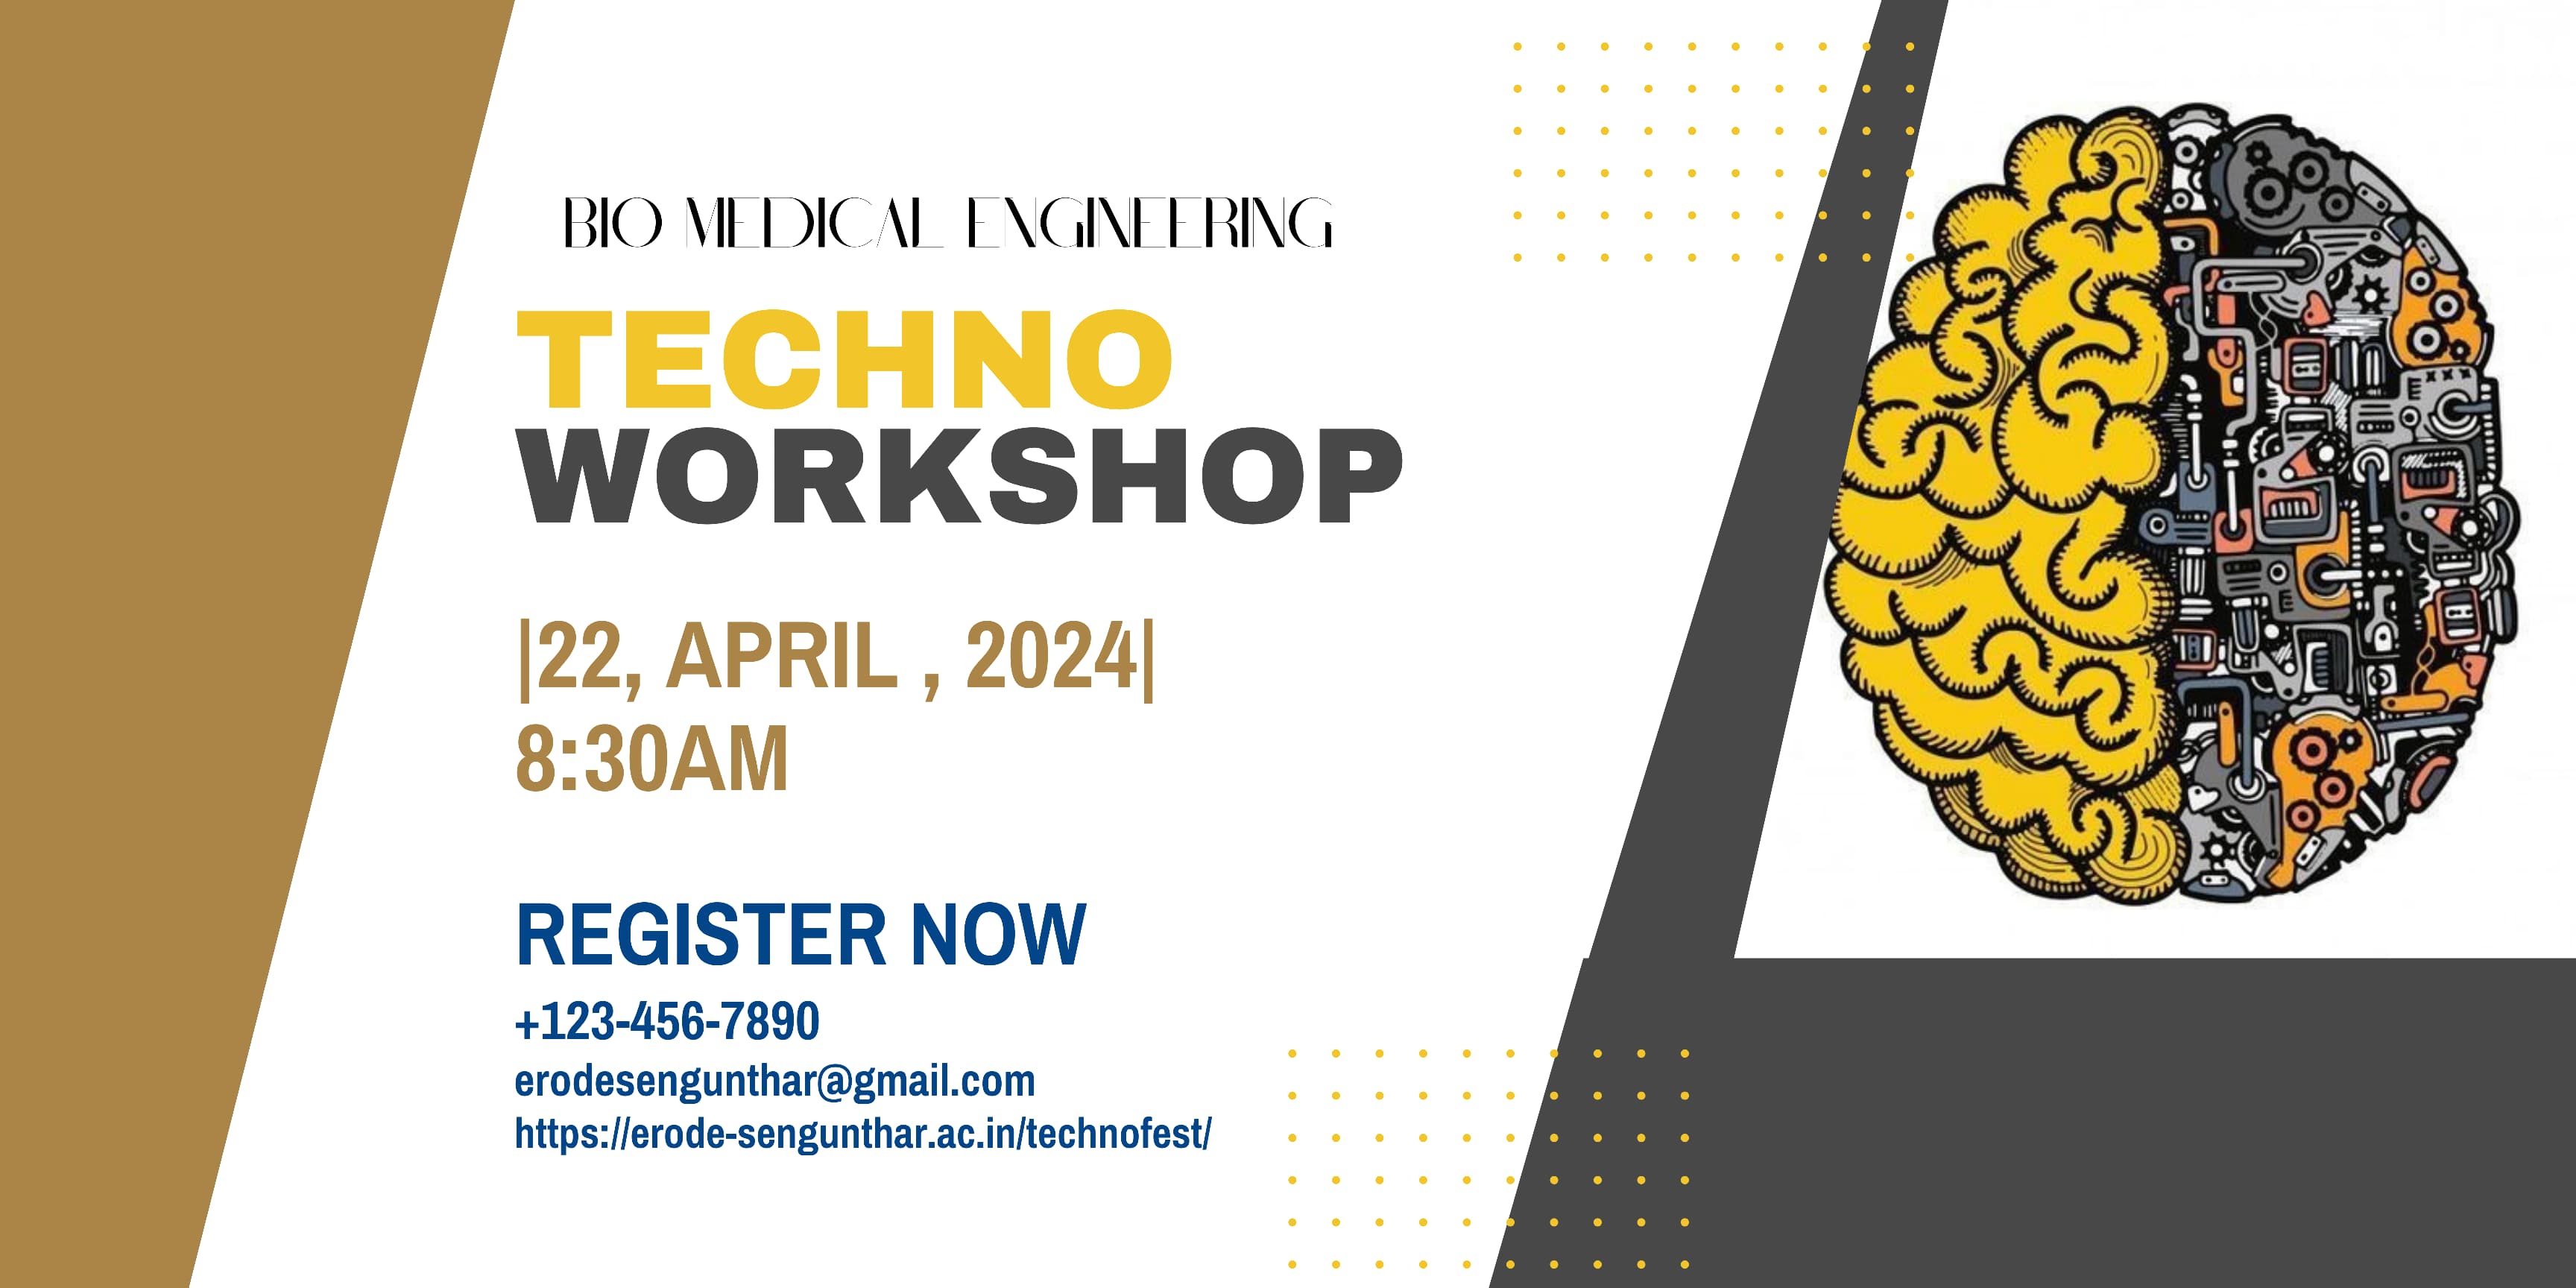 BIO MEDICAL ENGINEERING
TECHNO
WORKSHOP
|22, APRIL , 2024|
8:30AM
REGISTER NOW
+123-456-7890
erodesengunthar@gmail.com
https://erode-sengunthar.ac.in/technofest/